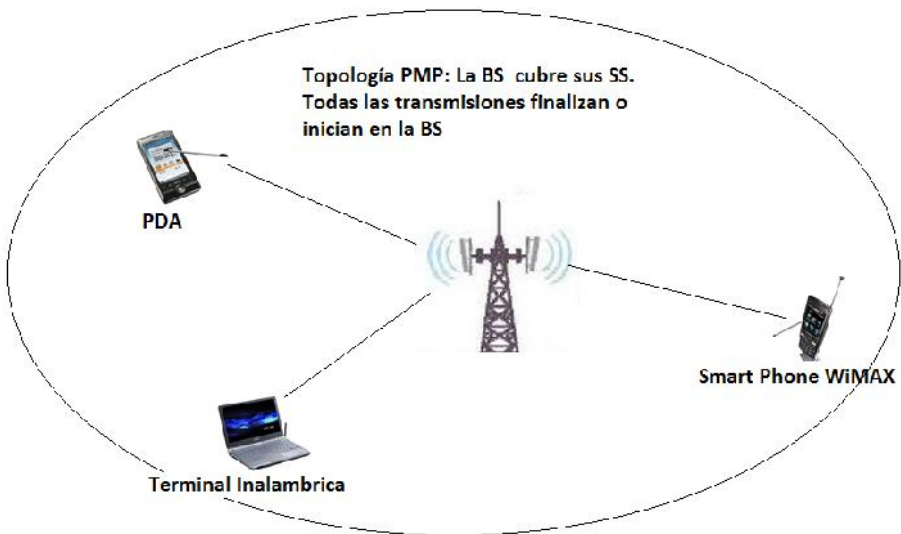 Topología PMP: La BS cubre sus SS.
Todas las transmisiones finalizan o
inician en la BS
PDA
Smart Phone WiMAX
Terminal Inalambrica